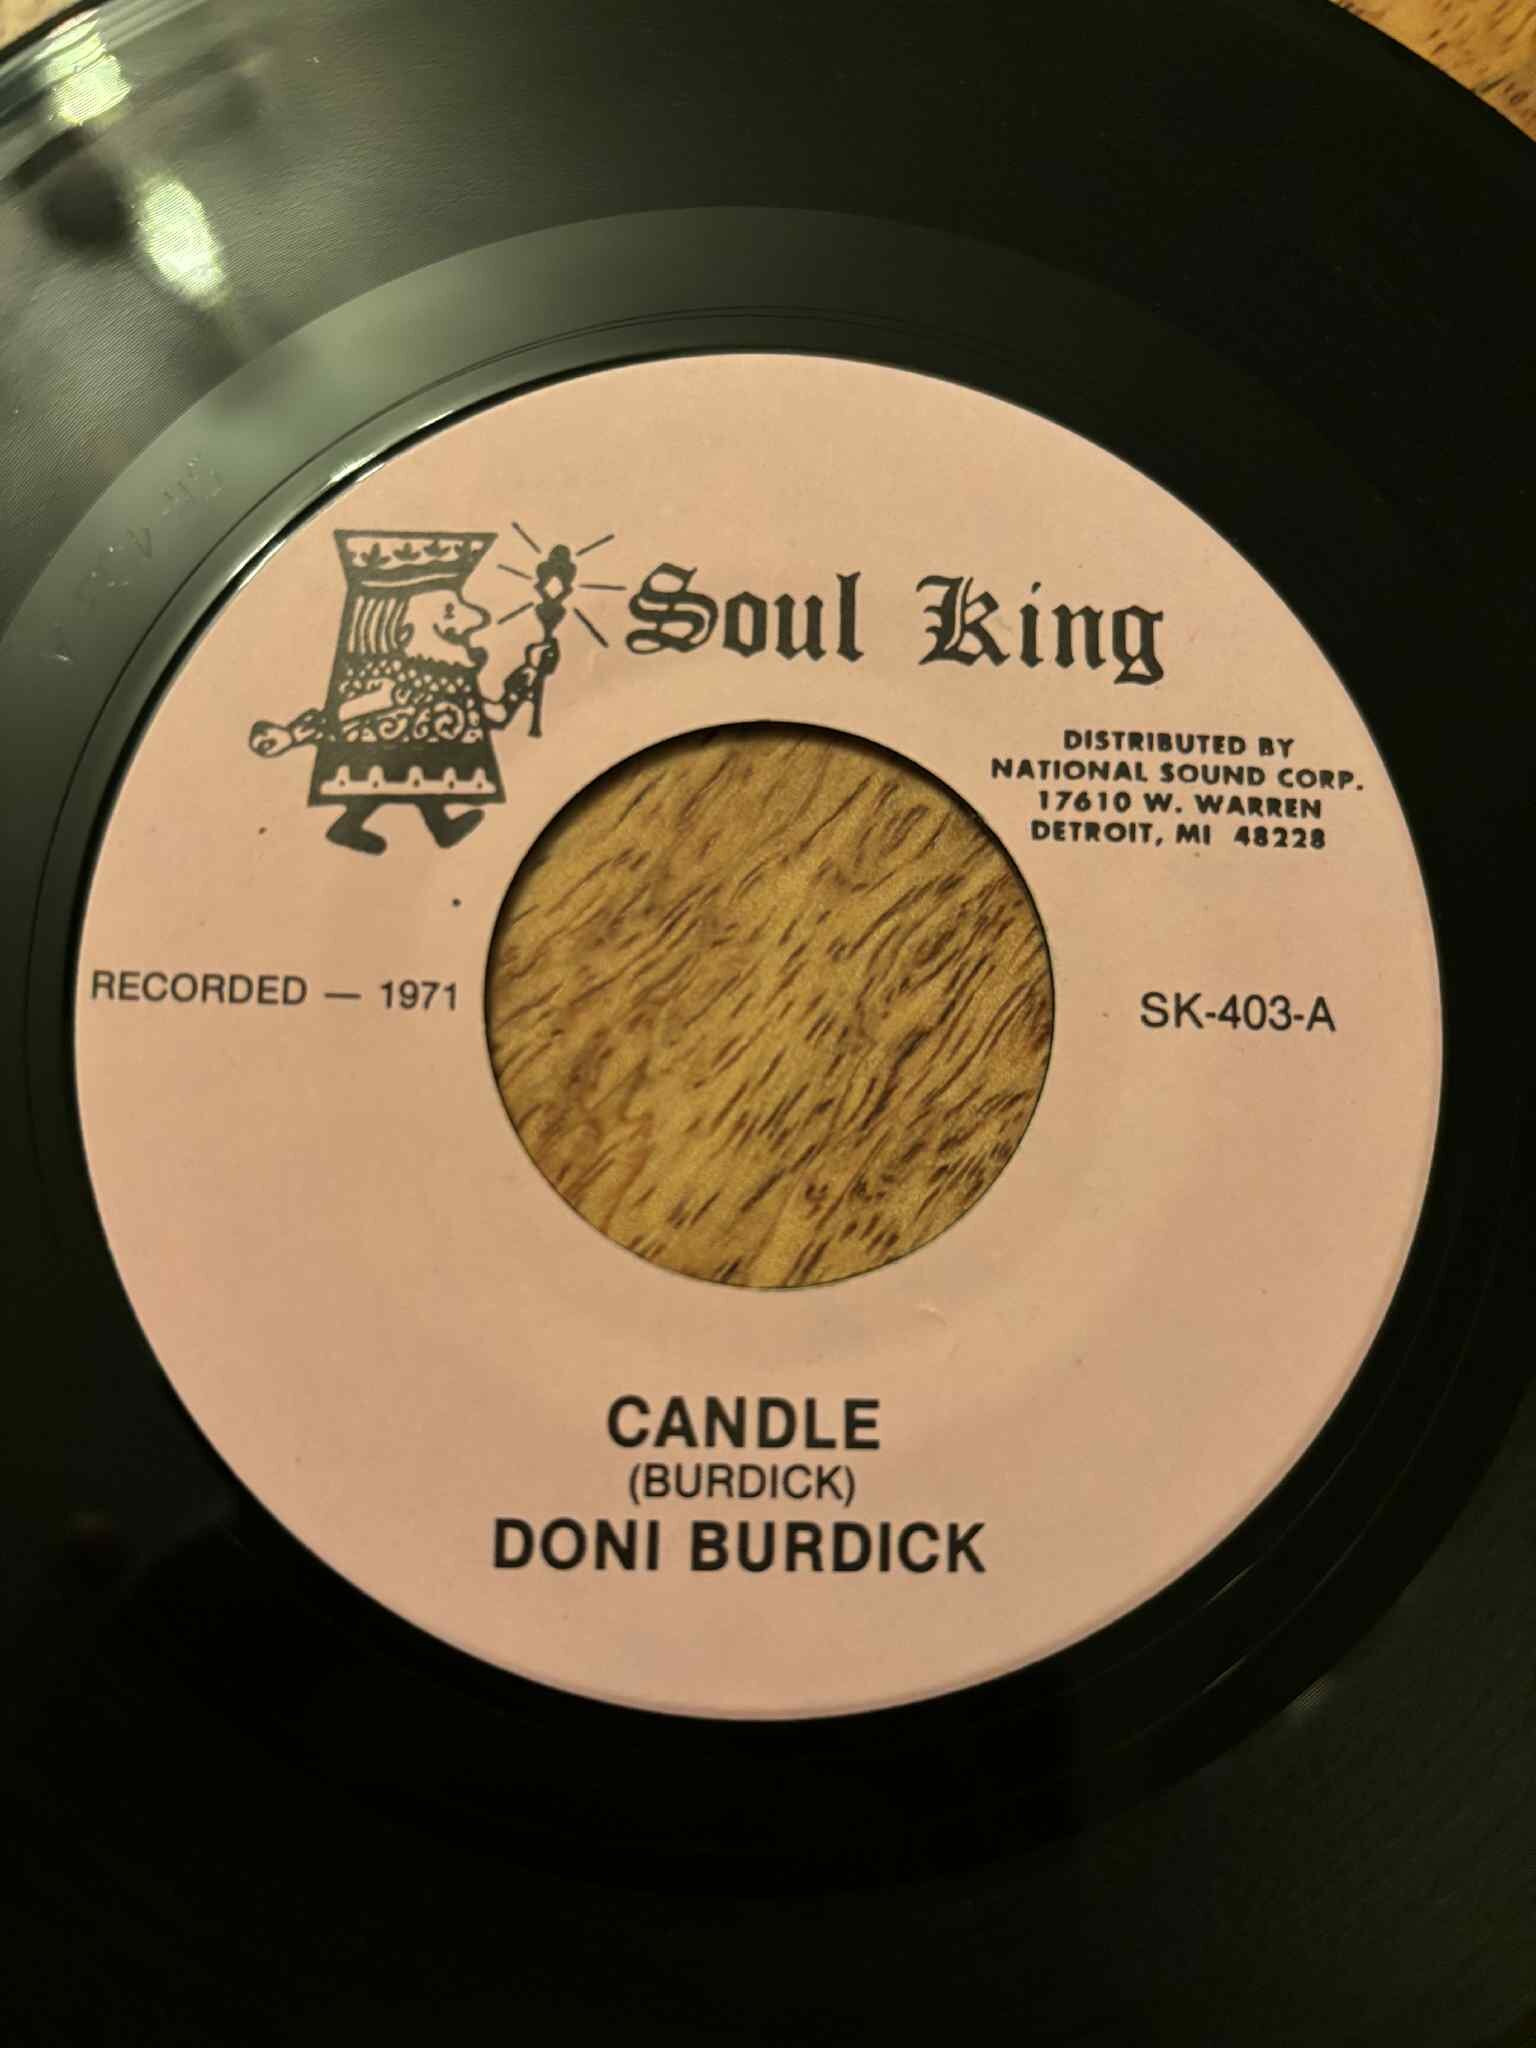 Soul King
DISTRIBUTED BY
NATIONAL SOUND CORP.
17610 W. WARREN
DETROIT, MI 48228
RECORDED — 1971
SK-403-A
CANDLE
(BURDICK)
DONI BURDICK